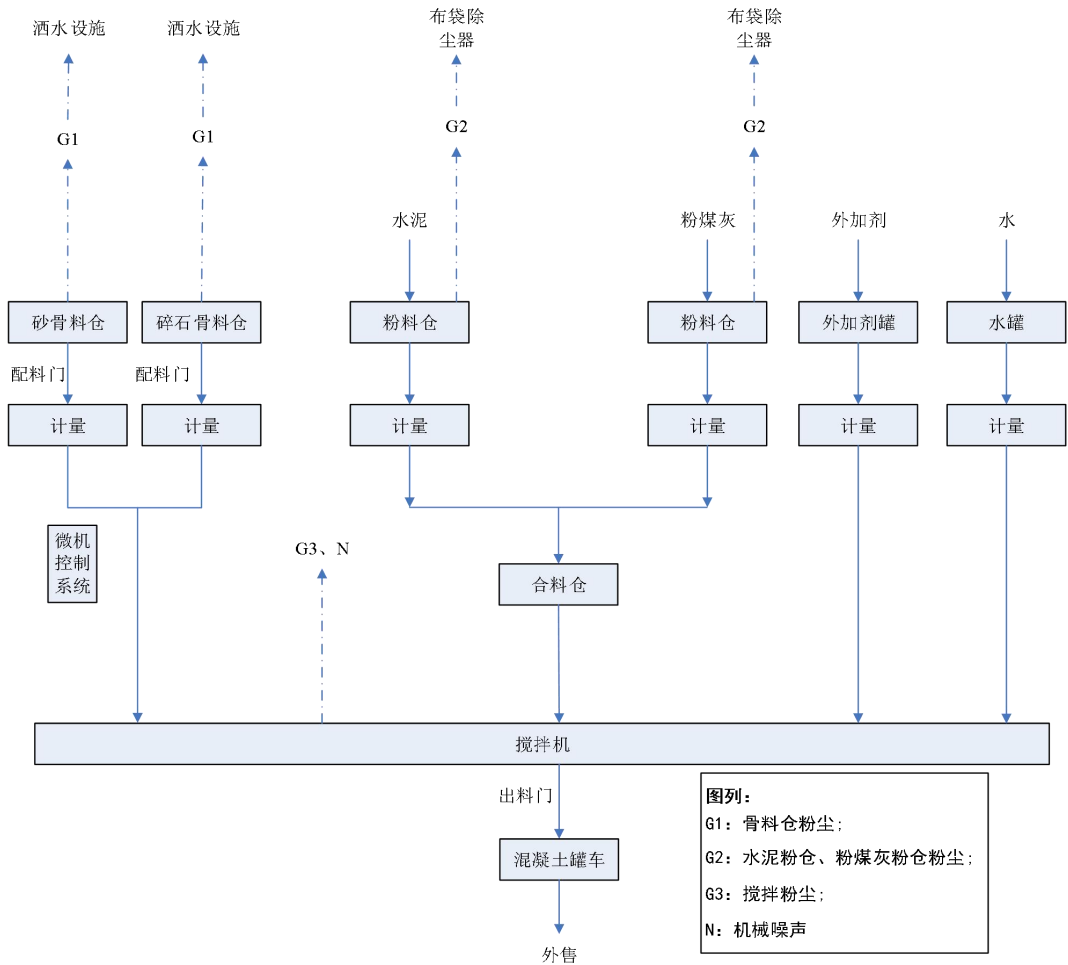 洒水设施
洒水设施
布袋除
尘器
布袋除
尘器
G1
G1
G2
G2
水泥
粉煤灰
外加剂
水
砂骨料仓
碎石骨料仓
粉料仓
粉料仓
外加剂罐
水罐
配料门
配料门
计量
计量
计量
计量
计量
计量
微机
控制
系统
G3、N
合料仓
搅拌机
出料门
混凝土罐车
外售
图列：
G1：骨料仓粉尘；
G2：水泥粉仓、粉煤灰粉仓粉尘；
G3：搅拌粉尘；
N：机械噪声